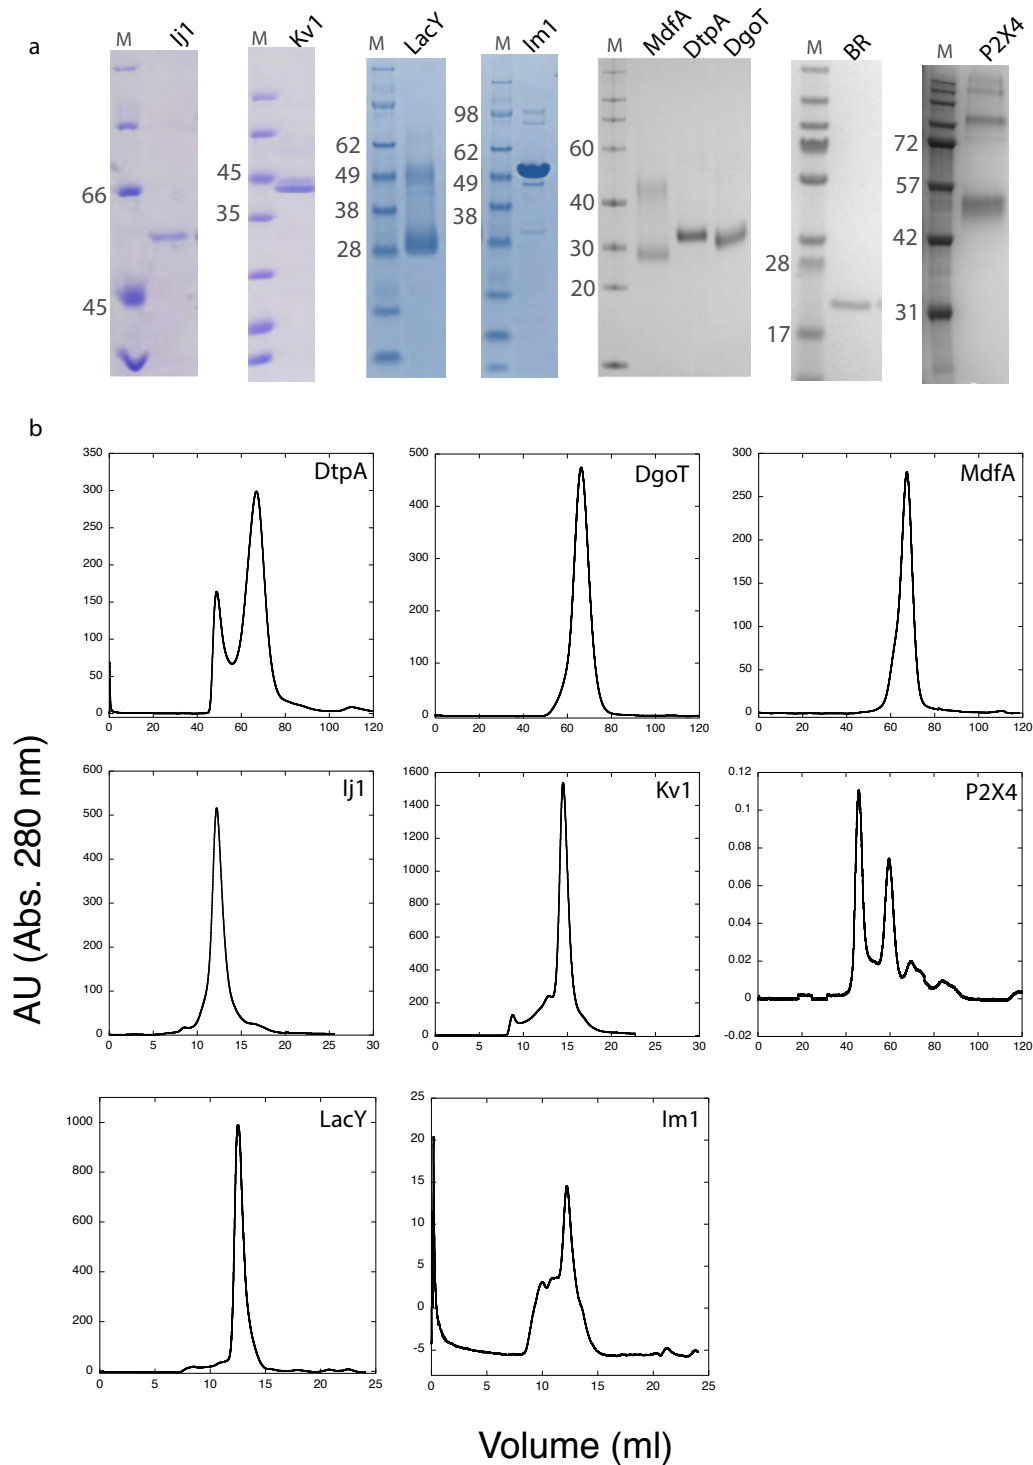 a
M Ij1
66
45
M Kv1
45
35
M LacY
62
49
38
28
M Im1
98
62
49
38
M MdfA DtpA DgoT
60
40
30
20
M BR
28
17
M P2X4
72
57
42
31
b
DtpA
350
300
250
200
150
100
50
0
0 20 40 60 80 100 120
DgoT
500
400
300
200
100
0
0 20 40 60 80 100 120
MdfA
300
250
200
150
100
50
0
0 20 40 60 80 100 120
Ij1
600
500
400
300
200
100
0
0 5 10 15 20 25 30
Kv1
1600
1400
1200
1000
800
600
400
200
0
0 5 10 15 20 25 30
P2X4
0.12
0.1
0.08
0.06
0.04
0.02
0
-0.02
0 20 40 60 80 100 120
LacY
1000
800
600
400
200
0
0 5 10 15 20 25
Im1
25
20
15
10
5
0
-5
0 5 10 15 20 25
AU (Abs. 280 nm)
Volume (ml)